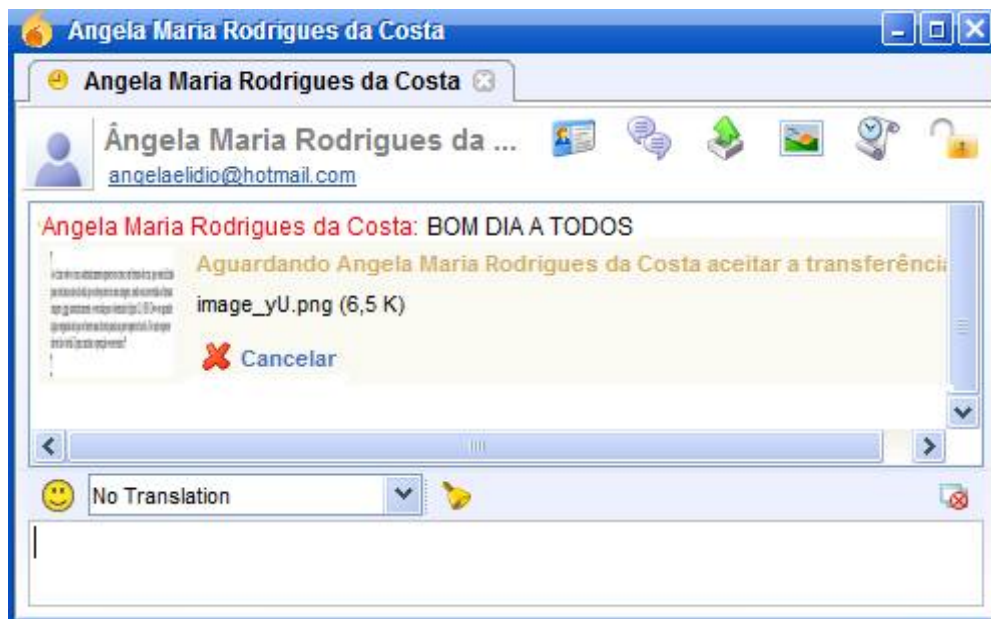 Angela Maria Rodrigues da Costa
Angela Maria Rodrigues da Costa
Ângela Maria Rodrigues da ...
angelaelidio@hotmail.com
Angela Maria Rodrigues da Costa: BOM DIA A TODOS
Aguardando Angela Maria Rodrigues da Costa aceitar a transferência
image_yU.png (6,5 K)
Cancelar
No Translation